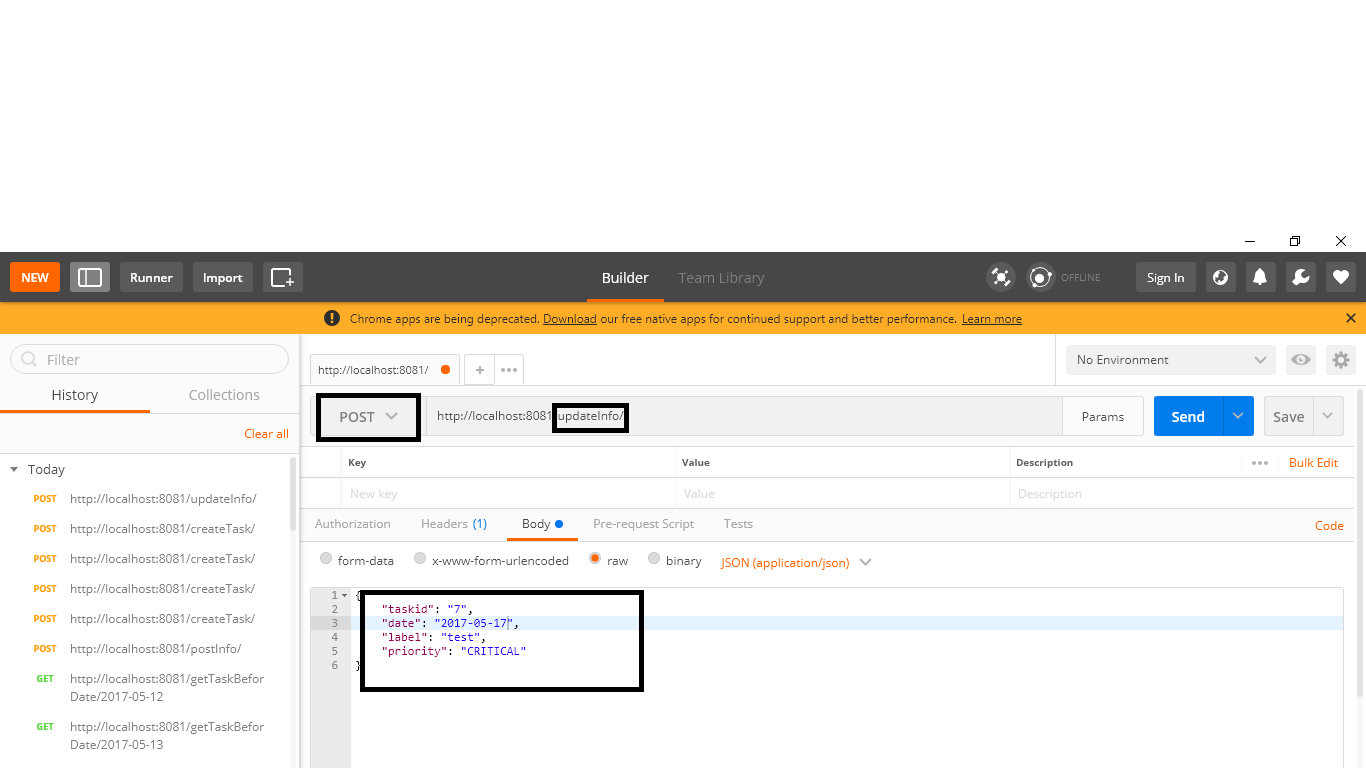 NEW
Runner
Import
Builder
Team Library
OFFLINE
Sign In
Chrome apps are being deprecated. Download our free native apps for continued support and better performance. Learn more
Filter
History
Collections
Clear all
Today
POST http://localhost:8081/updateInfo/
POST http://localhost:8081/createTask/
POST http://localhost:8081/createTask/
POST http://localhost:8081/createTask/
POST http://localhost:8081/createTask/
POST http://localhost:8081/postInfo/
GET http://localhost:8081/getTaskBefor
Date/2017-05-12
GET http://localhost:8081/getTaskBefor
Date/2017-05-13
http://localhost:8081/
No Environment
POST
http://localhost:8081/updateInfo/
Params
Send
Save
Key Value Description
Bulk Edit
New key Value Description
Authorization Headers (1) Body Pre-request Script Tests
Code
form-data x-www-form-urlencoded raw binary JSON (application/json)
1 {
2 "taskid": "7",
3 "date": "2017-05-17",
4 "label": "test",
5 "priority": "CRITICAL"
6 }